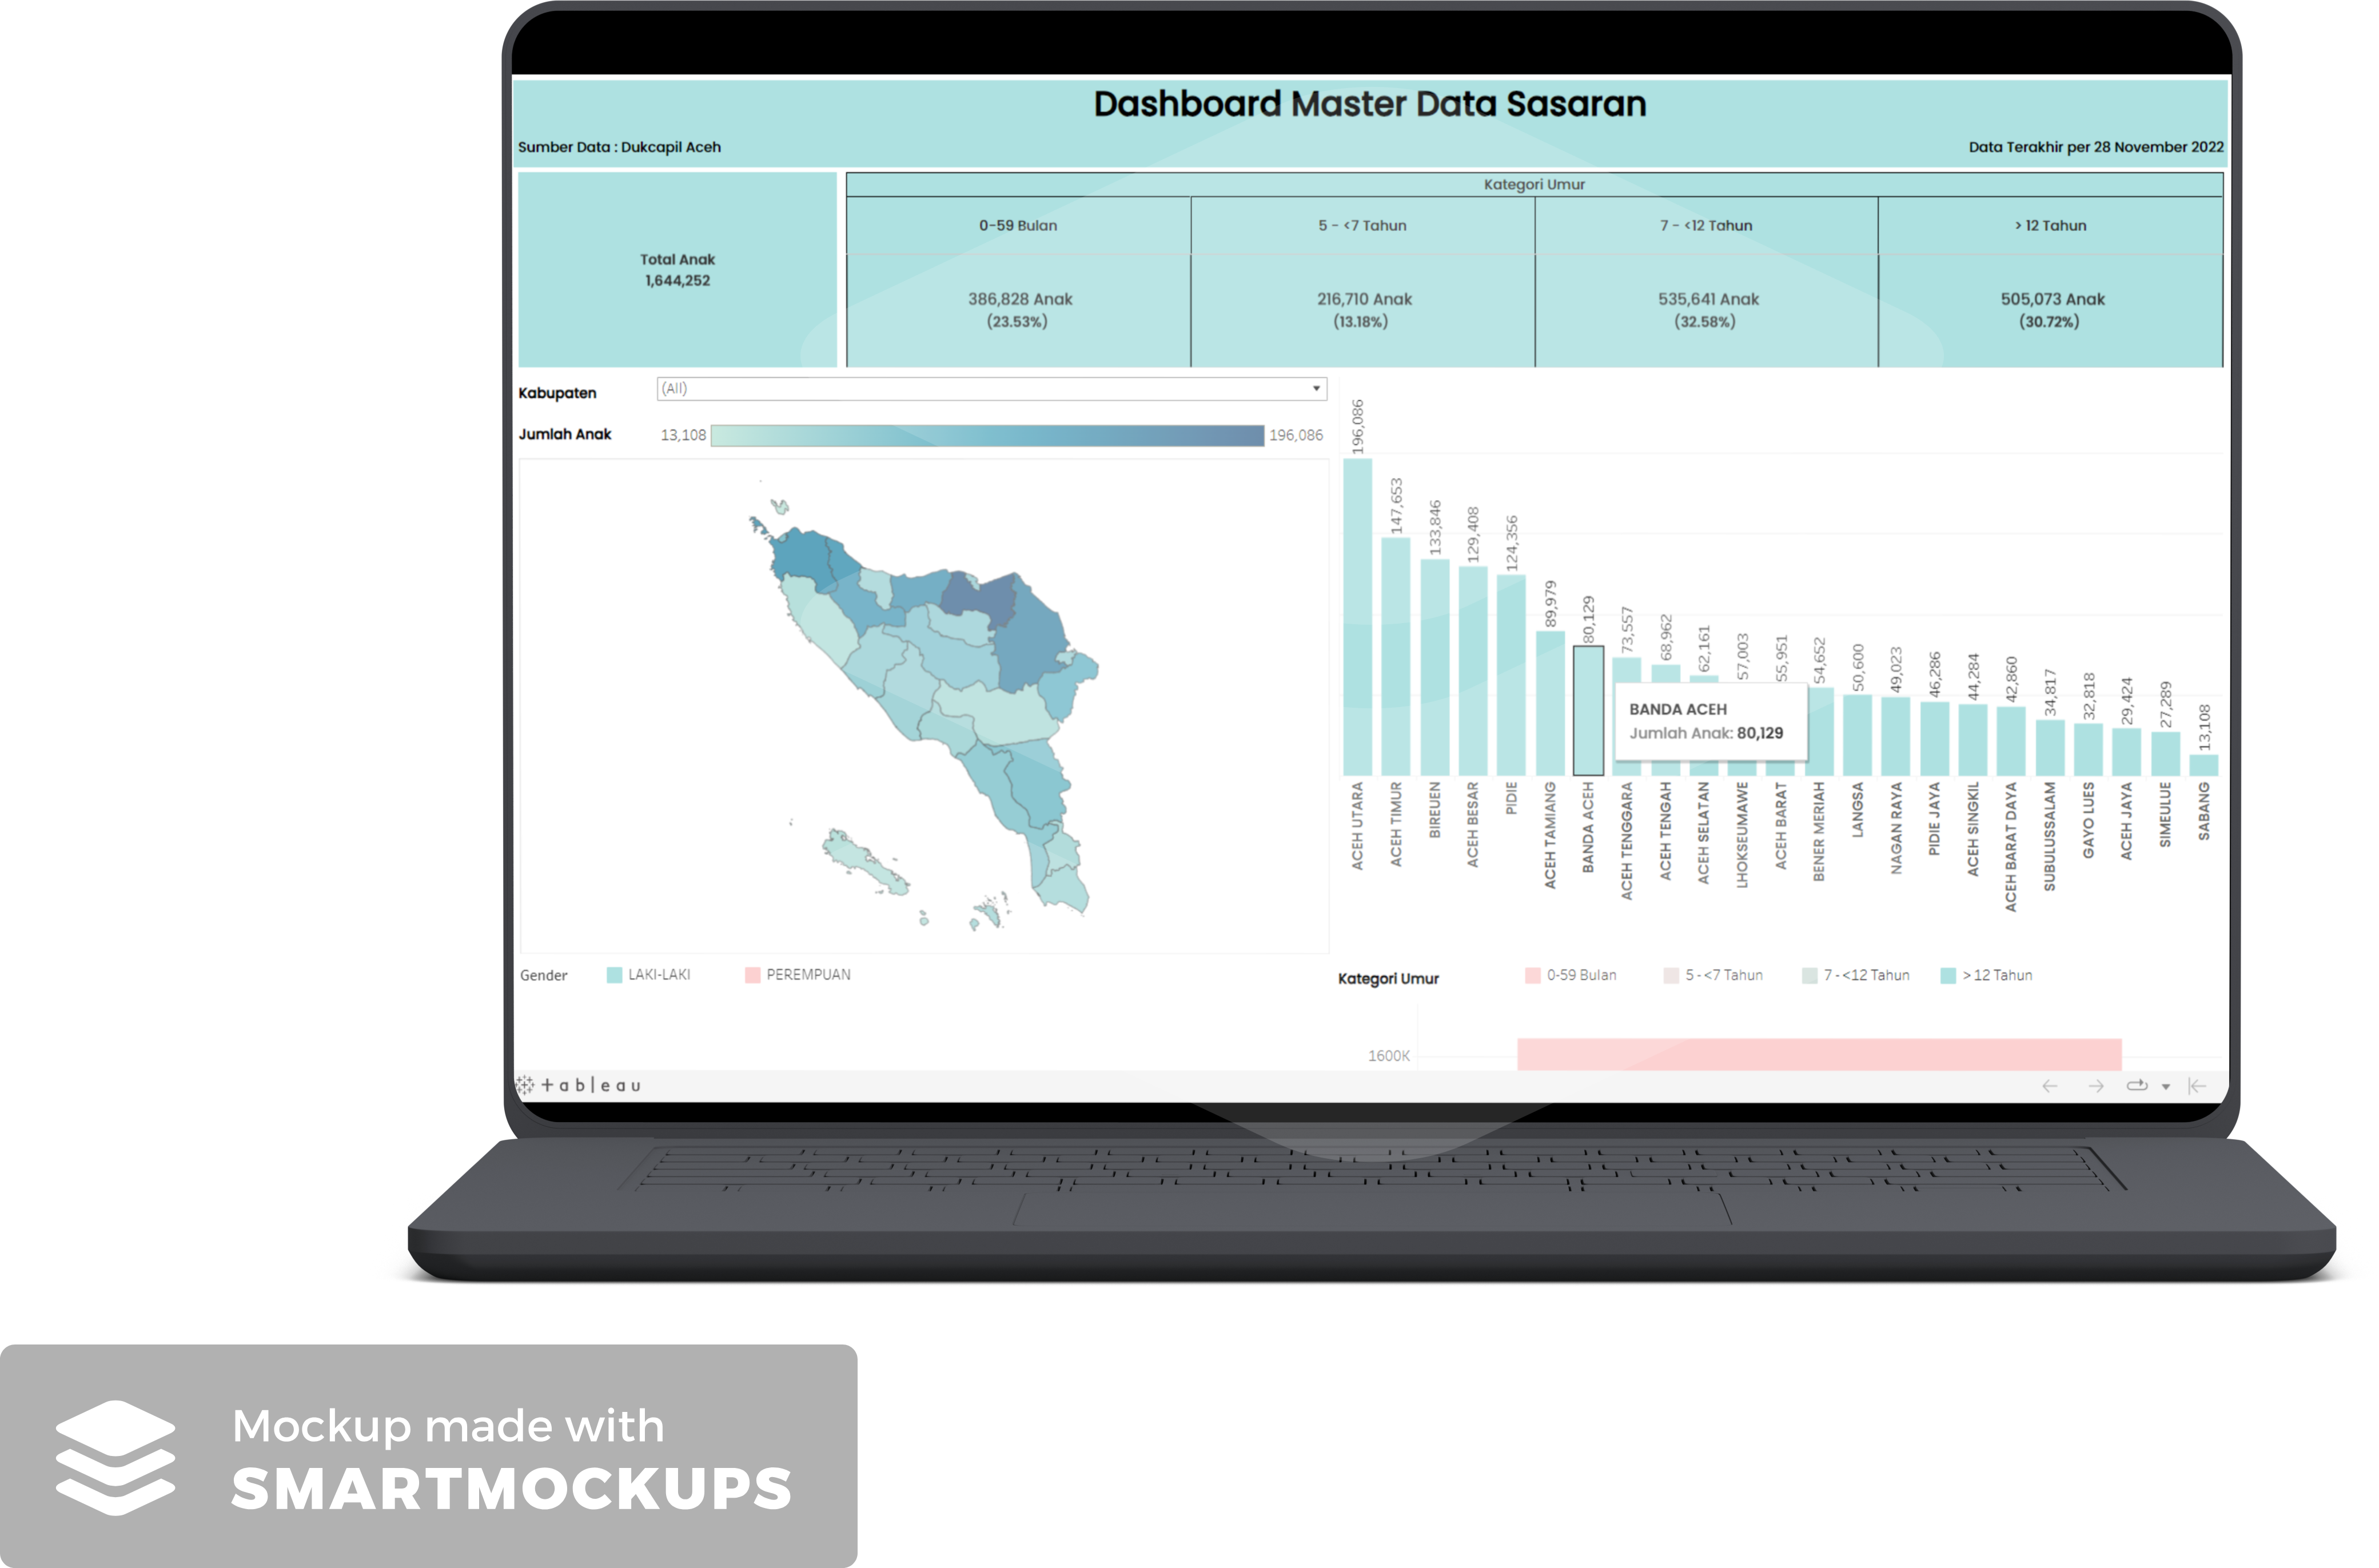 Dashboard Master Data Sasaran
Sumber Data : Dukcapil Aceh
Data Terakhir per 28 November 2022
Total Anak
1,644,252
Kategori Umur
0-59 Bulan
5 - <7 Tahun
7 - <12 Tahun
> 12 Tahun
386,828 Anak
(23.53%)
216,710 Anak
(13.18%)
535,641 Anak
(32.58%)
505,073 Anak
(30.72%)
Kabupaten
(All)
Jumlah Anak
13,108
196,086
196,086
147,653
133,846
129,408
124,356
89,979
80,129
73,557
68,962
62,161
57,003
55,951
54,652
50,600
49,023
46,286
44,284
42,860
34,817
32,818
29,424
27,289
13,108
BANDA ACEH
Jumlah Anak: 80,129
ACEH UTARA
ACEH TIMUR
BIREUEN
ACEH BESAR
PIDIE
ACEH TAMIANG
BANDA ACEH
ACEH TENGGARA
ACEH TENGAH
ACEH SELATAN
LHOKSEUMAWE
ACEH BARAT
BENER MERIAH
LANGSA
NAGAN RAYA
PIDIE JAYA
ACEH SINGKIL
ACEH BARAT DAYA
SUBULUSSALAM
GAYO LUES
ACEH JAYA
SIMEULUE
SABANG
Gender
LAKI-LAKI
PEREMPUAN
Kategori Umur
0-59 Bulan
5 - <7 Tahun
7 - <12 Tahun
> 12 Tahun
1600K
+ableau
Mockup made with
SMARTMOCKUPS